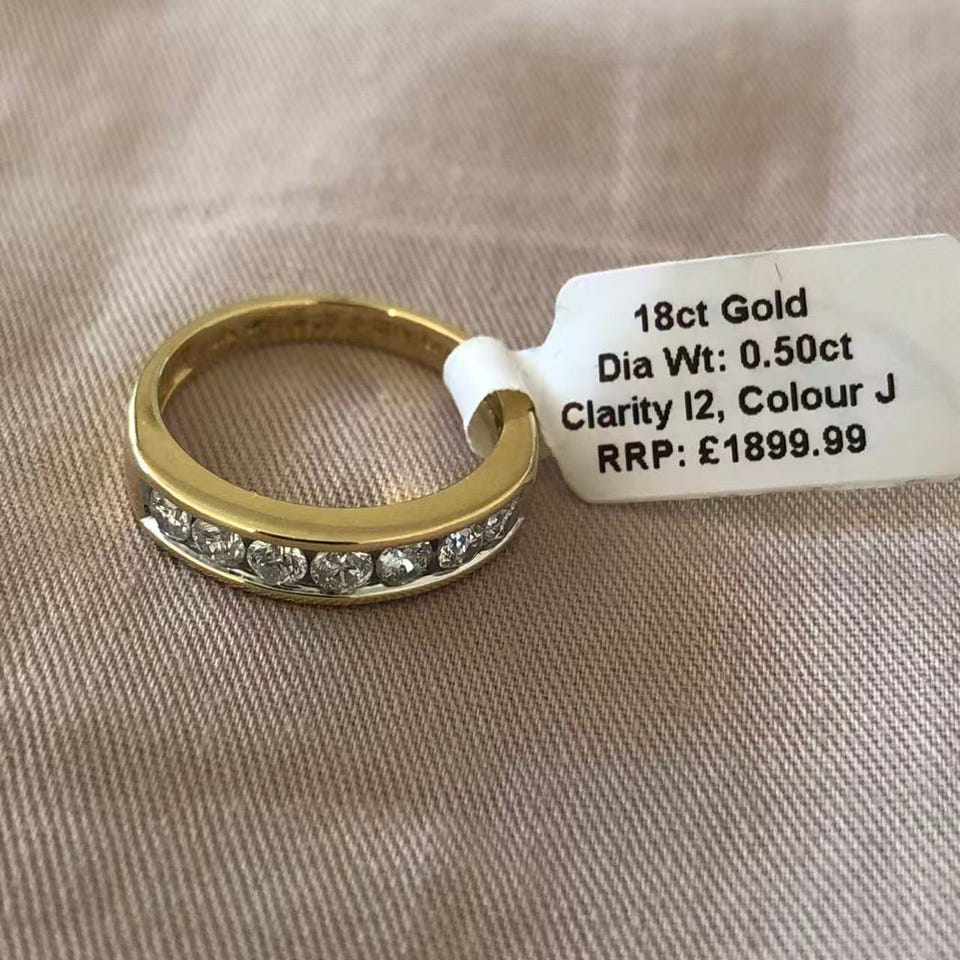 18ct Gold
Dia Wt: 0.50ct
Clarity I2, Colour J
RRP: £1899.99